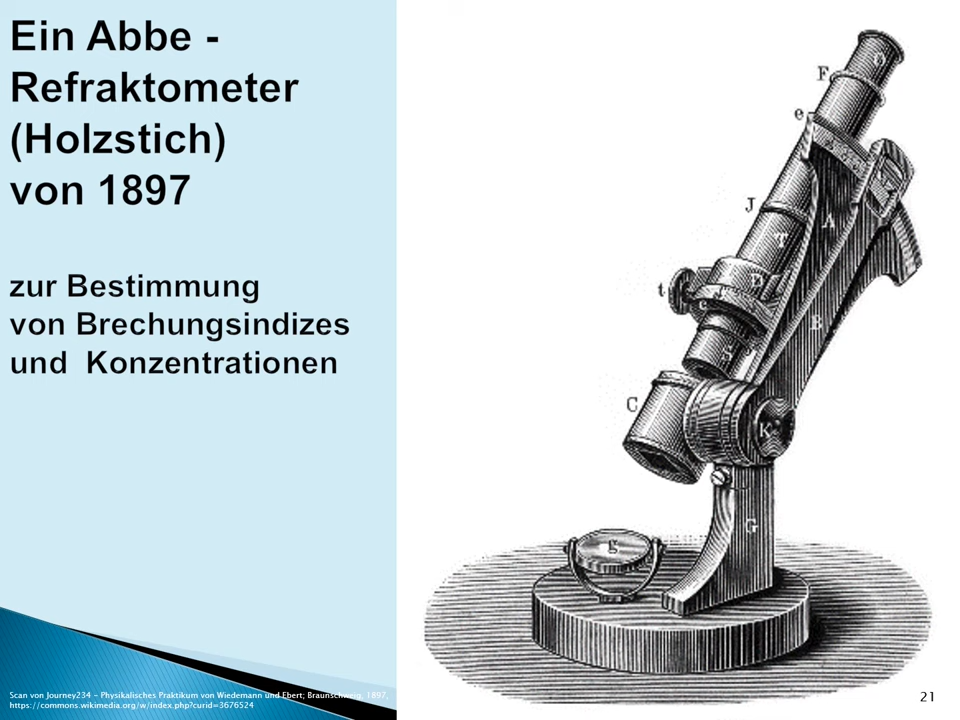 Ein Abbe -
Refraktometer
(Holzstich)
von 1897
zur Bestimmung
von Brechungsindizes
und Konzentrationen
o
F
e
J
A
T
t
B
C
K
G
g
Scan von Journey234 - Physikalisches Praktikum von Wiedemann und Ebert; Braunschweig, 1897,
https://commons.wikimedia.org/w/index.php?curid=3676524
21